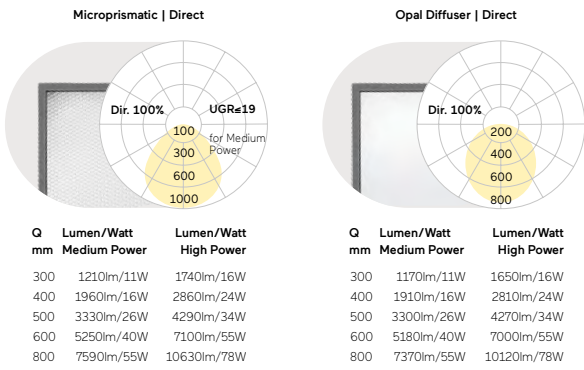 Microprismatic | Direct
Dir. 100%
UGR≤19
for Medium
Power
100
300
600
1000
Q Lumen/Watt Lumen/Watt
mm Medium Power High Power
300 1210lm/11W 1740lm/16W
400 1960lm/16W 2860lm/24W
500 3330lm/26W 4290lm/34W
600 5250lm/40W 7100lm/55W
800 7590lm/55W 10630lm/78W
Opal Diffuser | Direct
Dir. 100%
200
400
600
800
Q Lumen/Watt Lumen/Watt
mm Medium Power High Power
300 1170lm/11W 1650lm/16W
400 1910lm/16W 2810lm/24W
500 3300lm/26W 4270lm/34W
600 5180lm/40W 7000lm/55W
800 7370lm/55W 10120lm/78W